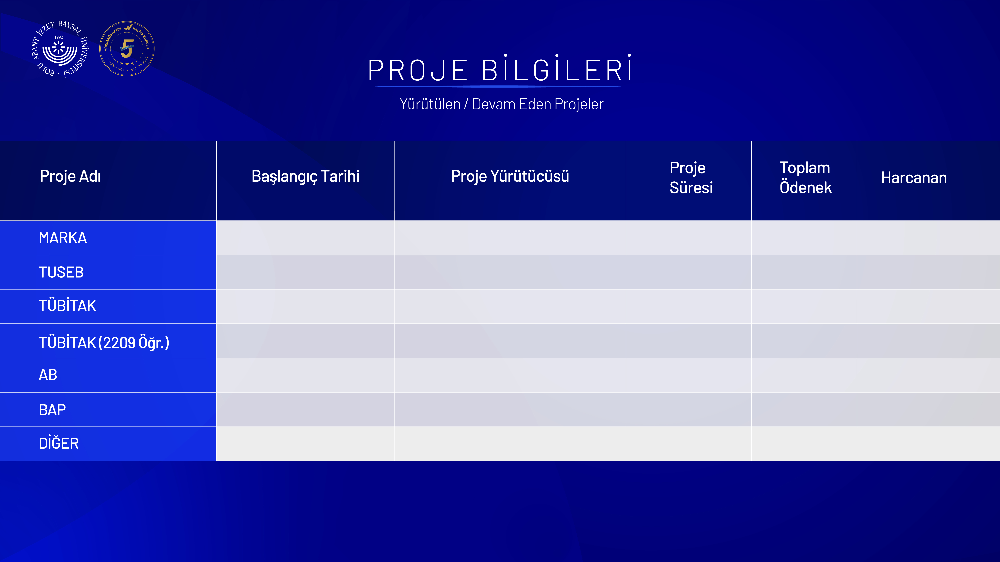 BOLU ABANT İZZET BAYSAL ÜNİVERSİTESİ
1992
YÜKSEKÖĞRETİM KALİTE KURULU
5
TAM AKREDİTASYON SERTİFİKASI
PROJE BİLGİLERİ
Yürütülen / Devam Eden Projeler
Proje Adı
Başlangıç Tarihi
Proje Yürütücüsü
Proje
Süresi
Toplam
Ödenek
Harcanan
MARKA
TUSEB
TÜBİTAK
TÜBİTAK (2209 Öğr.)
AB
BAP
DİĞER